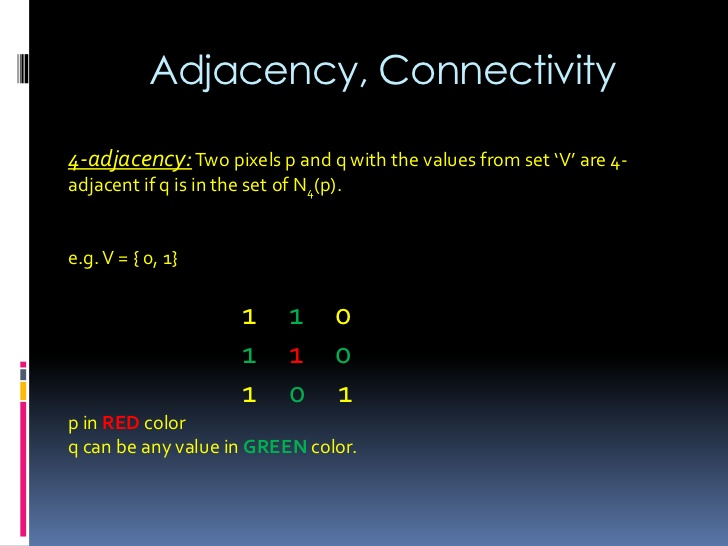 Adjacency, Connectivity
4-adjacency: Two pixels p and q with the values from set ‘V’ are 4-
adjacent if q is in the set of N4(p).
e.g. V = { 0, 1}
1 1 0
1 1 0
1 0 1
p in RED color
q can be any value in GREEN color.